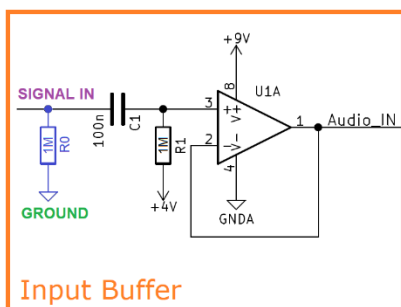 +9V
SIGNAL IN
8
U1A
V+
+
3
1
Audio_IN
2
-
V-
4
100n
C1
1M
R0
1M
R1
+4V
GROUND
GNDA
Input Buffer